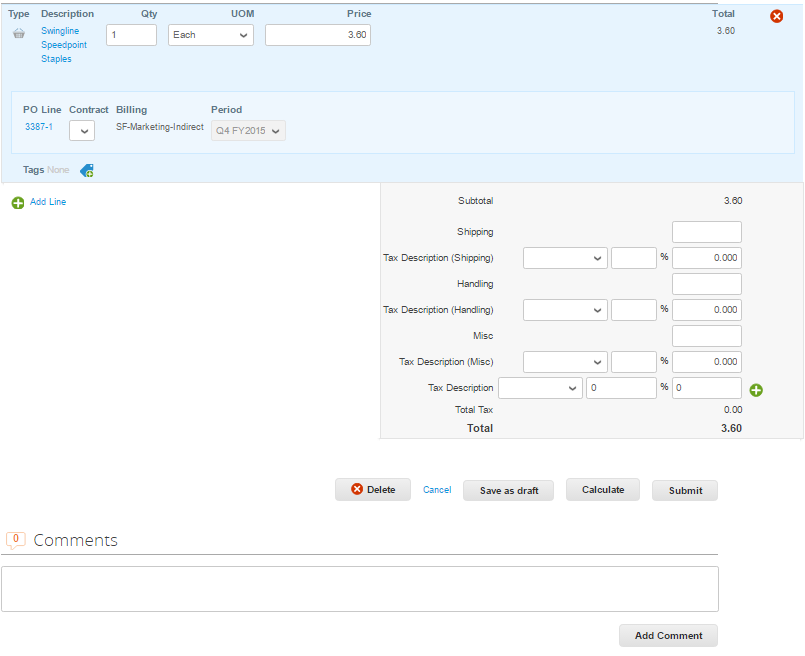 Type Description Qty UOM Price Total
Swingline 1 Each 3.60 3.60
Speedpoint
Staples
PO Line Contract Billing Period
3387-1 SF-Marketing-Indirect Q4 FY2015
Tags None
Add Line
Subtotal 3.60
Shipping
Tax Description (Shipping) % 0.000
Handling
Tax Description (Handling) % 0.000
Misc
Tax Description (Misc) % 0.000
Tax Description 0 % 0
Total Tax 0.00
Total 3.60
Delete Cancel Save as draft Calculate Submit
0 Comments
Add Comment